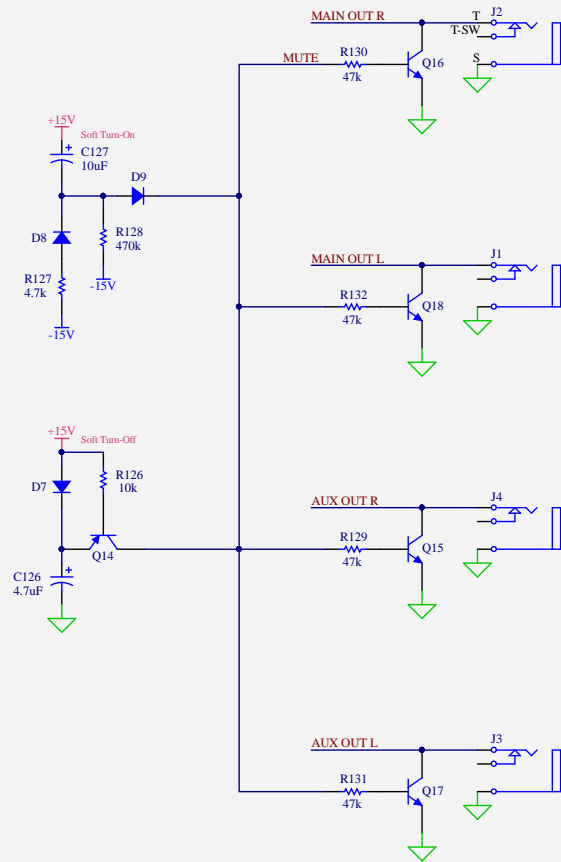 MAIN OUT R
T
J2
T-SW
MUTE
R130
47k
Q16
S
+15V
Soft Turn-On
C127
10uF
D9
D8
R128
470k
R127
4.7k
-15V
-15V
MAIN OUT L
J1
R132
47k
Q18
+15V
Soft Turn-Off
D7
R126
10k
Q14
C126
4.7uF
AUX OUT R
J4
R129
47k
Q15
AUX OUT L
J3
R131
47k
Q17